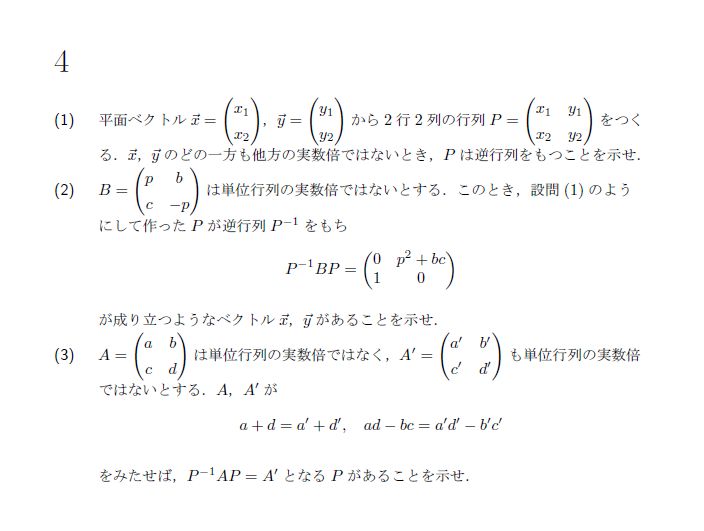 4
(1) 平面ベクトル $\vec{x} = \begin{pmatrix} x_1 \\ x_2 \end{pmatrix}$, $\vec{y} = \begin{pmatrix} y_1 \\ y_2 \end{pmatrix}$ から 2 行 2 列の行列 $P = \begin{pmatrix} x_1 & y_1 \\ x_2 & y_2 \end{pmatrix}$ をつく
る．$\vec{x}$, $\vec{y}$ のどの一方も他方の実数倍ではないとき，$P$ は逆行列をもつことを示せ．
(2) $B = \begin{pmatrix} p & b \\ c & -p \end{pmatrix}$ は単位行列の実数倍ではないとする．このとき，設問 (1) のよう
にして作った $P$ が逆行列 $P^{-1}$ をもち
$P^{-1}BP = \begin{pmatrix} 0 & p^2 + bc \\ 1 & 0 \end{pmatrix}$
が成り立つようなベクトル $\vec{x}$, $\vec{y}$ があることを示せ．
(3) $A = \begin{pmatrix} a & b \\ c & d \end{pmatrix}$ は単位行列の実数倍ではなく，$A' = \begin{pmatrix} a' & b' \\ c' & d' \end{pmatrix}$ も単位行列の実数倍
ではないとする．$A$, $A'$ が
$a + d = a' + d', \quad ad - bc = a'd' - b'c'$
をみたせば，$P^{-1}AP = A'$ となる $P$ があることを示せ．